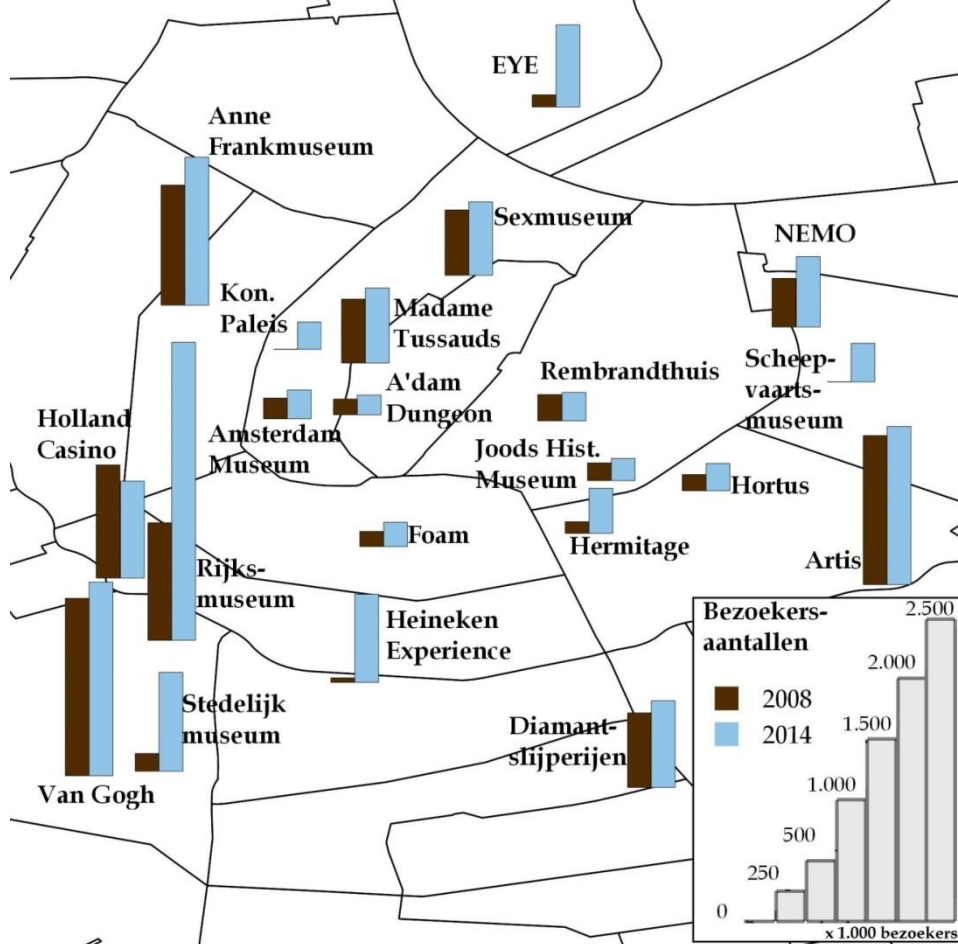 EYE
Anne
Frankmuseum
Sexmuseum
NEMO
Kon.
Paleis
Madame
Tussauds
Scheep-
vaarts-
museum
Rembrandthuis
A'dam
Dungeon
Holland
Casino
Amsterdam
Museum
Joods Hist.
Museum
Hortus
Foam
Hermitage
Artis
Rijks-
museum
Heineken
Experience
Stedelijk
museum
Diamant-
slijperijen
Van Gogh
Bezoekers-
aantallen
2008
2014
0
250
500
1.000
1.500
2.000
2.500
x 1.000 bezoekers